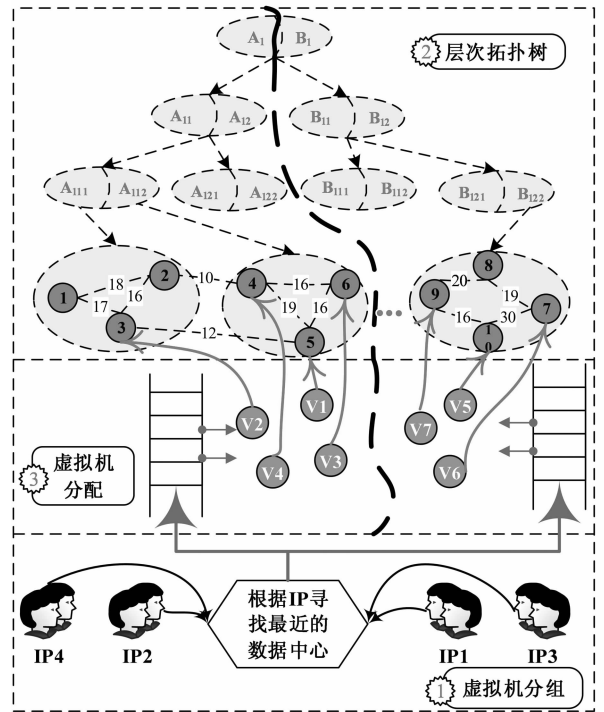 A₁ B₁
② 层次拓扑树
A₁₁ A₁₂ B₁₁ B₁₂
A₁₁₁ A₁₁₂ A₁₂₁ A₁₂₂ B₁₁₁ B₁₁₂ B₁₂₁ B₁₂₂
1 18 2 17 16 3
10
12
4 16 6 19 16 5
8 20 19 9 7 16 30 10
V2 V1 V5 V7
V4 V3 V6
3 虚拟机
分配
根据IP寻
找最近的
数据中心
IP4 IP2 IP1 IP3
1 虚拟机分组